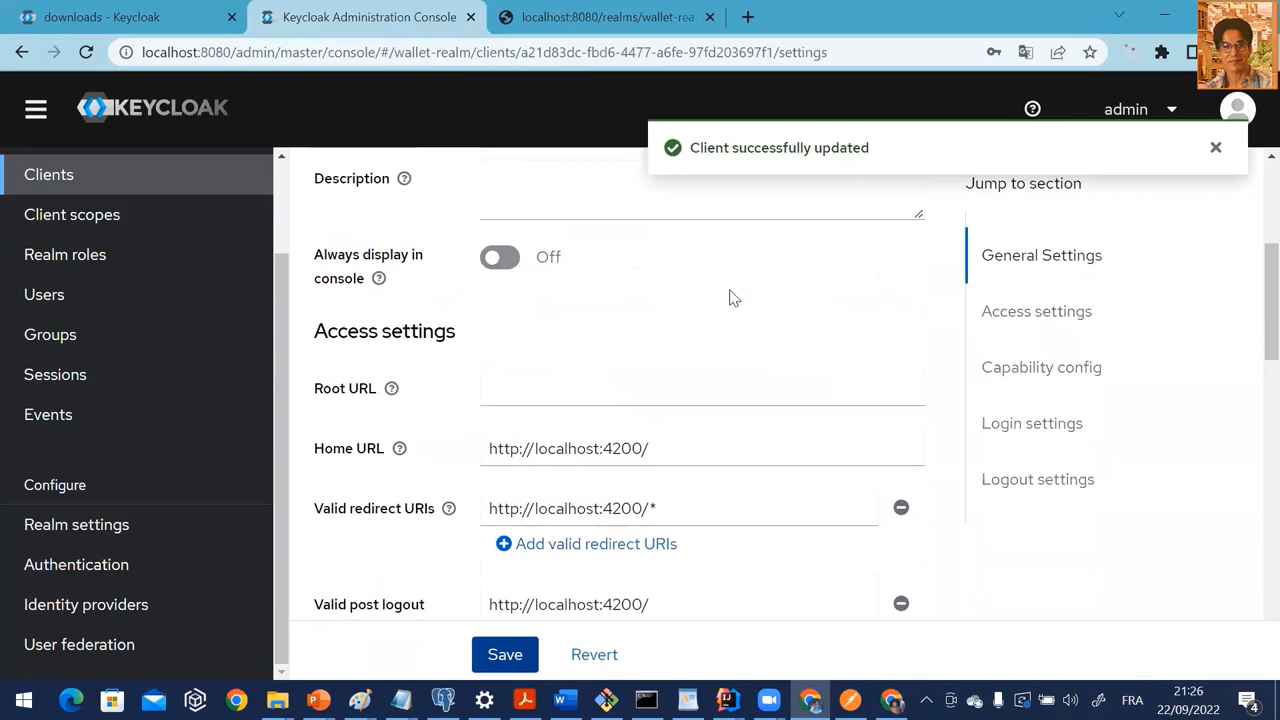 downloads - Keycloak
Keycloak Administration Console
localhost:8080/realms/wallet-rea
localhost:8080/admin/master/console/#/wallet-realm/clients/a21d83dc-fbd6-4477-a6fe-97fd203697f1/settings
KEYCLOAK
admin
Client successfully updated
Clients
Client scopes
Realm roles
Users
Groups
Sessions
Events
Configure
Realm settings
Authentication
Identity providers
User federation
Description
Always display in
console
Off
Access settings
Root URL
Home URL
http://localhost:4200/
Valid redirect URIs
http://localhost:4200/*
Add valid redirect URIs
Valid post logout
http://localhost:4200/
Save
Revert
Jump to section
General Settings
Access settings
Capability config
Login settings
Logout settings
FRA
21:26
22/09/2022
4